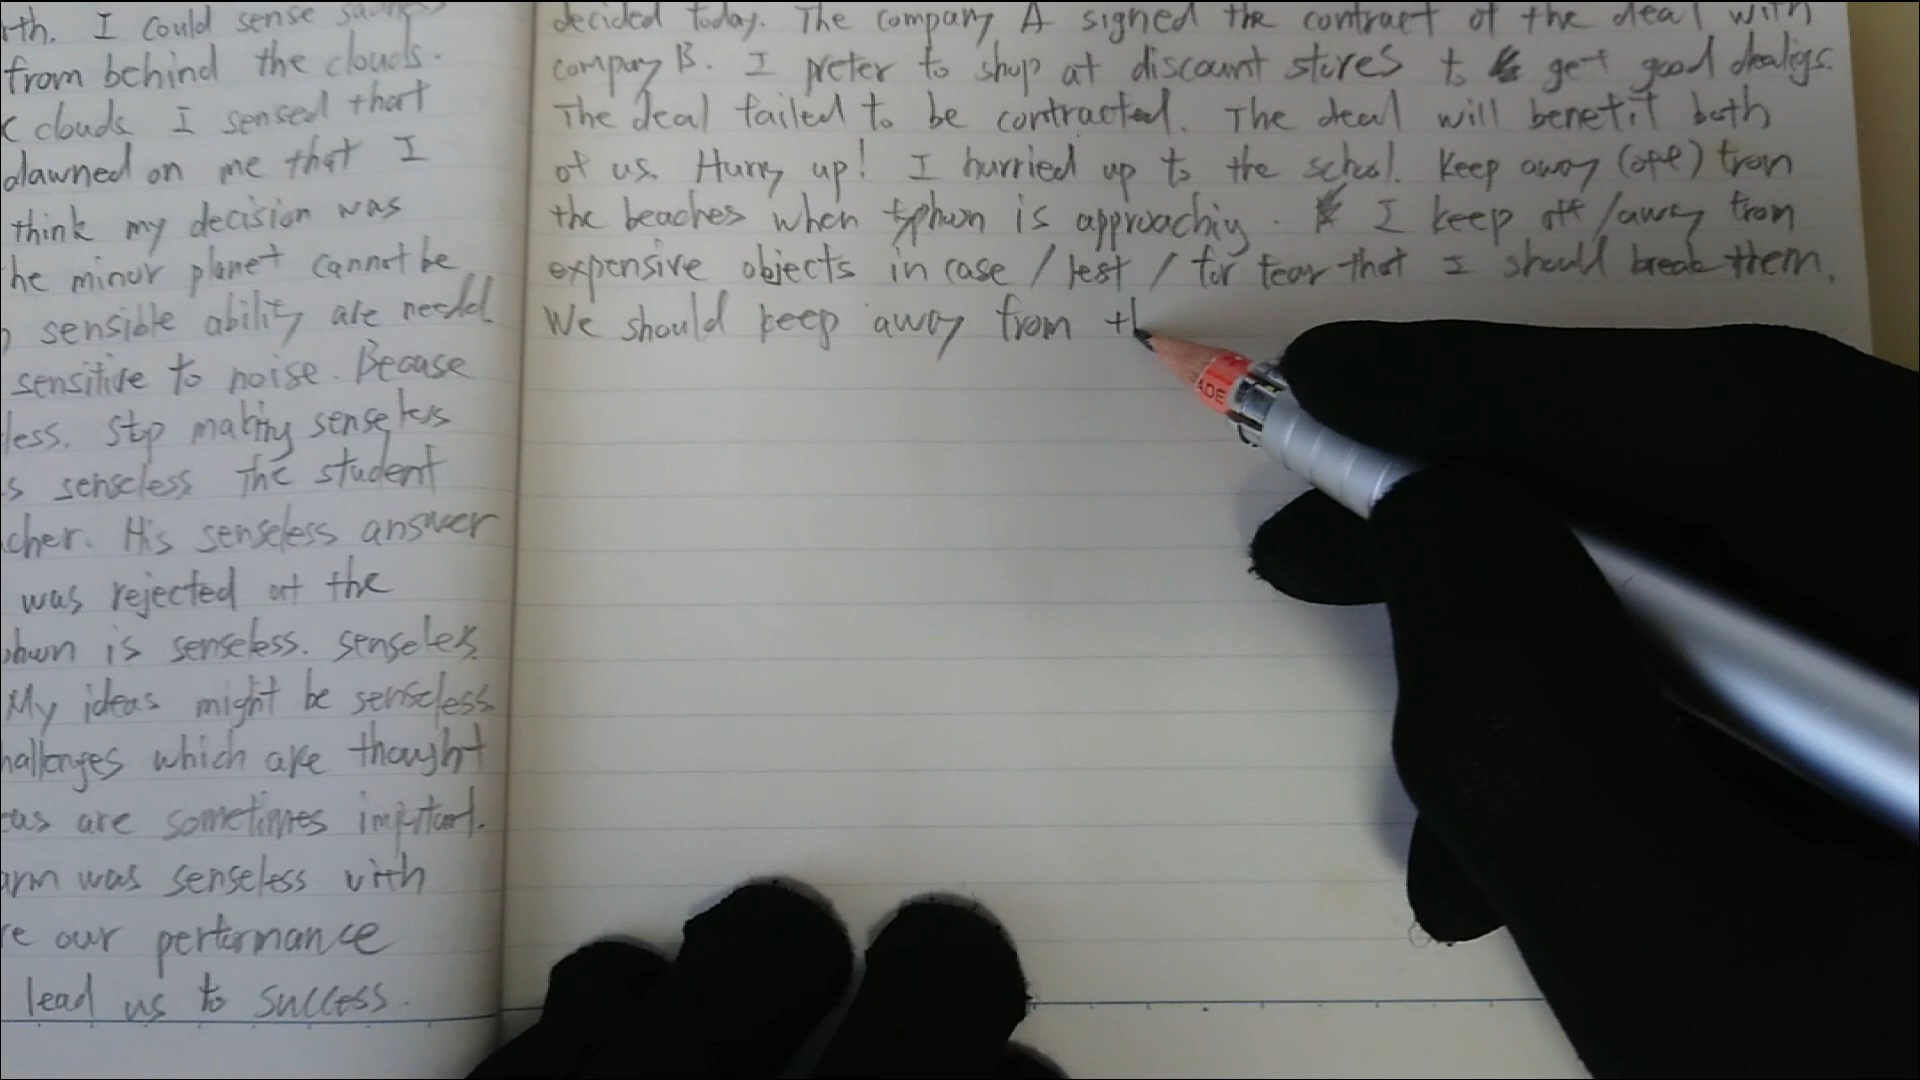 rth. I could sense sadness
from behind the clouds.
clouds. I sensed that
dawned on me that I
think my decision was
he minor planet cannot be
sensible ability are needed
sensitive to noise. Because
less. Stop making senseless
s senseless The student
cher. His senseless answer
was rejected at the
is senseless. senseless
My ideas might be senseless
hallenges which are thought
eas are sometimes important.
arm was senseless with
re our performance
lead us to success.
decided today. The company A signed the contract of the deal with
company B. I prefer to shop at discount stores to get good dealigs.
The deal failed to be contracted. The deal will benefit both
of us. Hurry up! I hurried up to the school. Keep away (off) from
the beaches when typhoon is approaching. I keep off/away from
expensive objects in case / lest / for fear that I should break them.
We should keep away from th
ADE